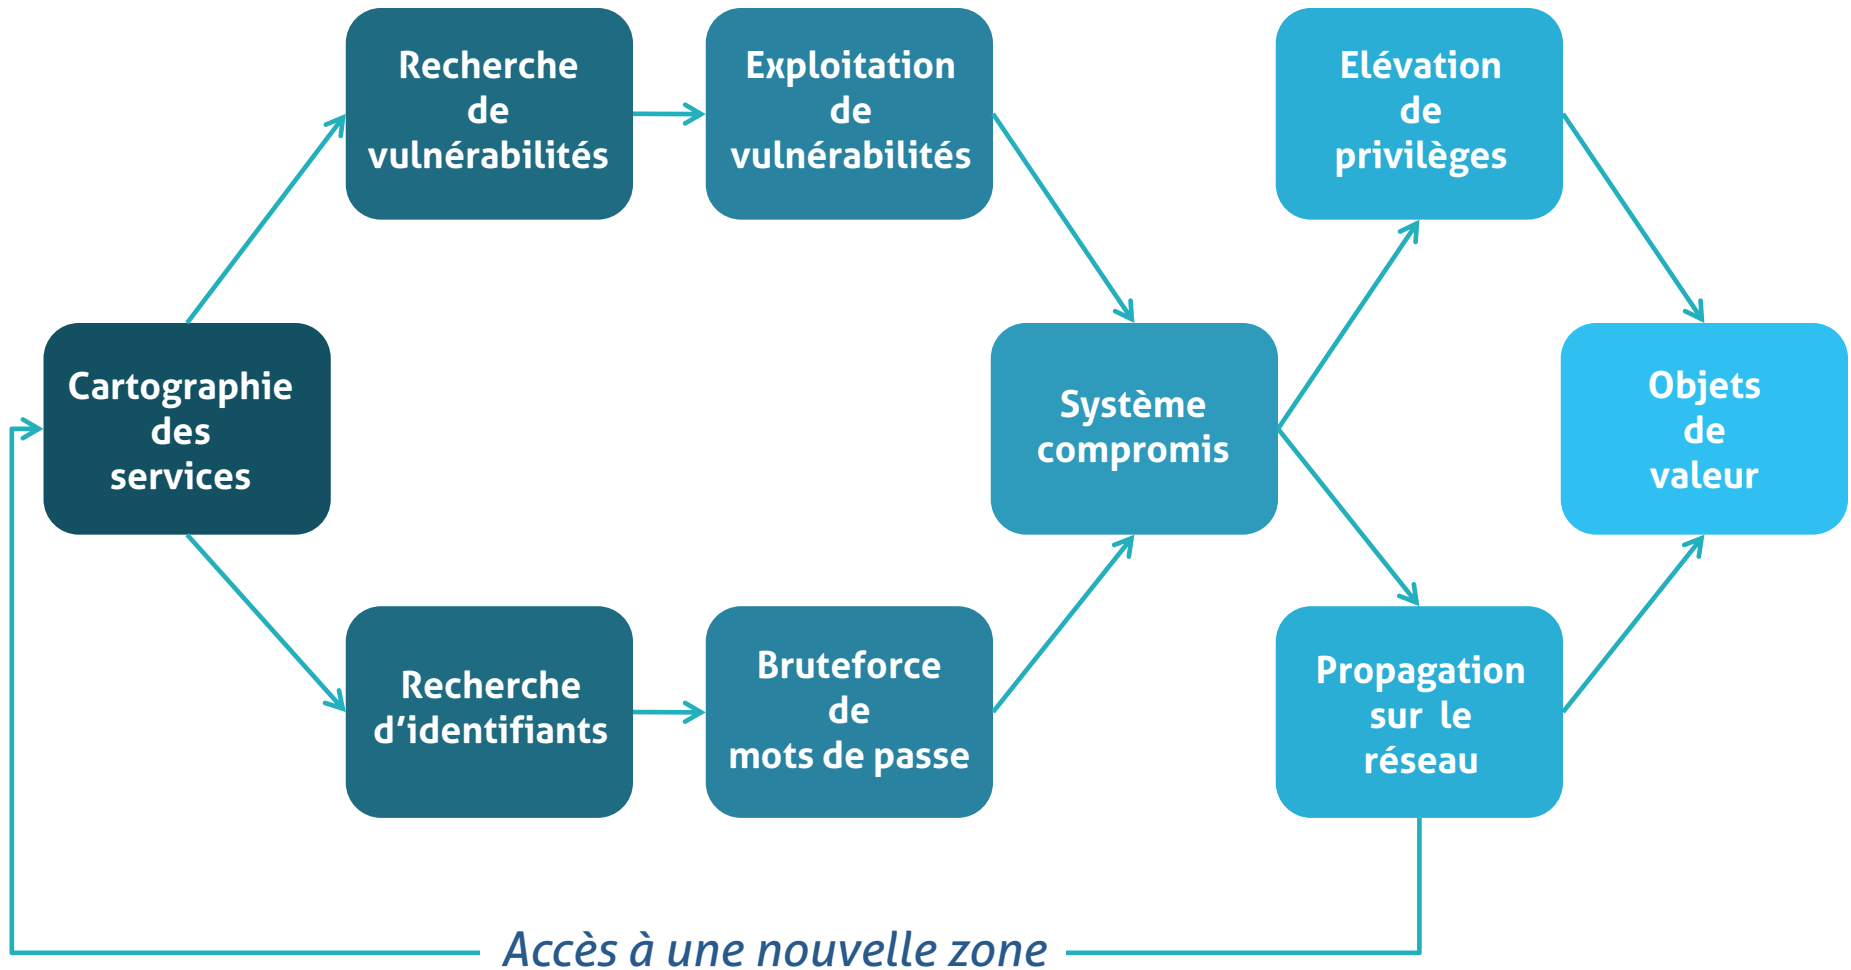 Recherche
de
vulnérabilités
Exploitation
de
vulnérabilités
Elévation
de
privilèges
Cartographie
des
services
Système
compromis
Objets
de
valeur
Recherche
d’identifiants
Bruteforce
de
mots de passe
Propagation
sur le
réseau
Accès à une nouvelle zone